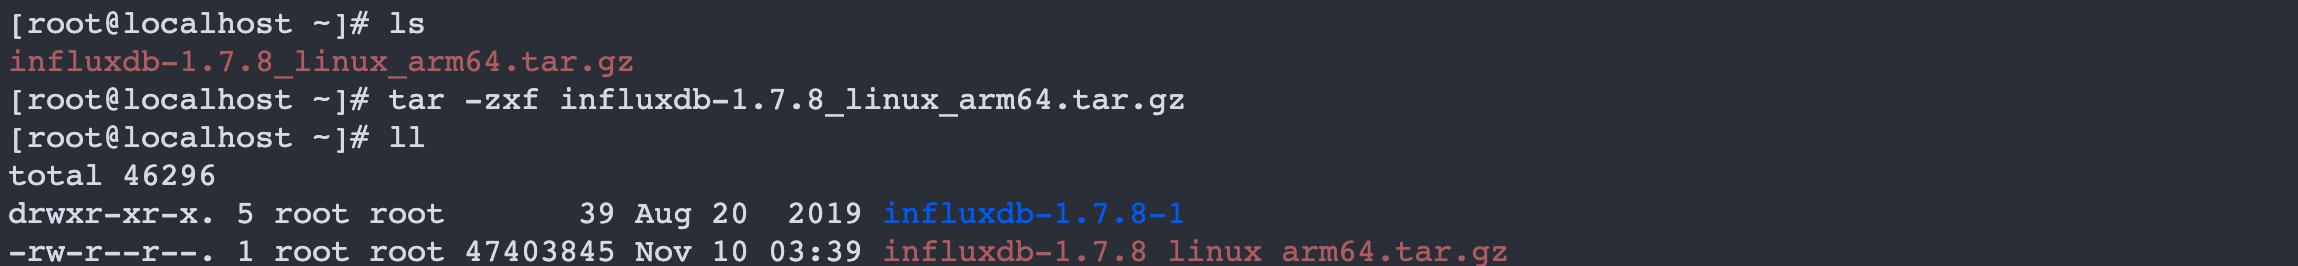 [root@localhost ~]# ls
influxdb-1.7.8_linux_arm64.tar.gz
[root@localhost ~]# tar -zxf influxdb-1.7.8_linux_arm64.tar.gz
[root@localhost ~]# ll
total 46296
drwxr-xr-x. 5 root root       39 Aug 20  2019 influxdb-1.7.8-1
-rw-r--r--. 1 root root 47403845 Nov 10 03:39 influxdb-1.7.8_linux_arm64.tar.gz